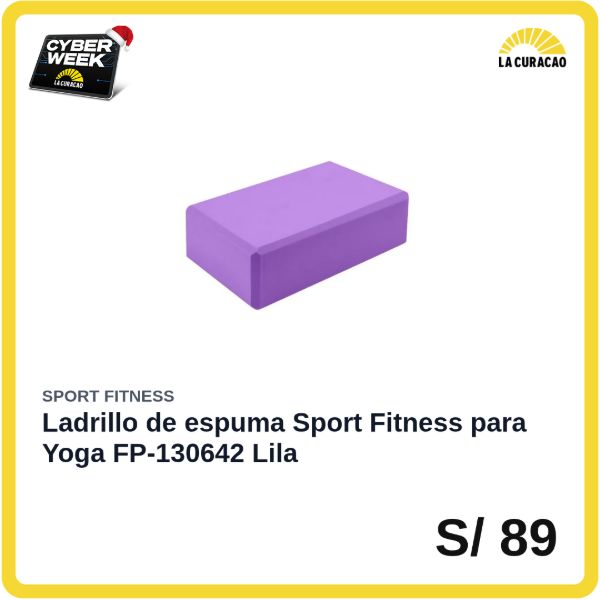 CYBER
WEEK
LA CURACAO
LA CURACAO
SPORT FITNESS
Ladrillo de espuma Sport Fitness para
Yoga FP-130642 Lila
S/ 89